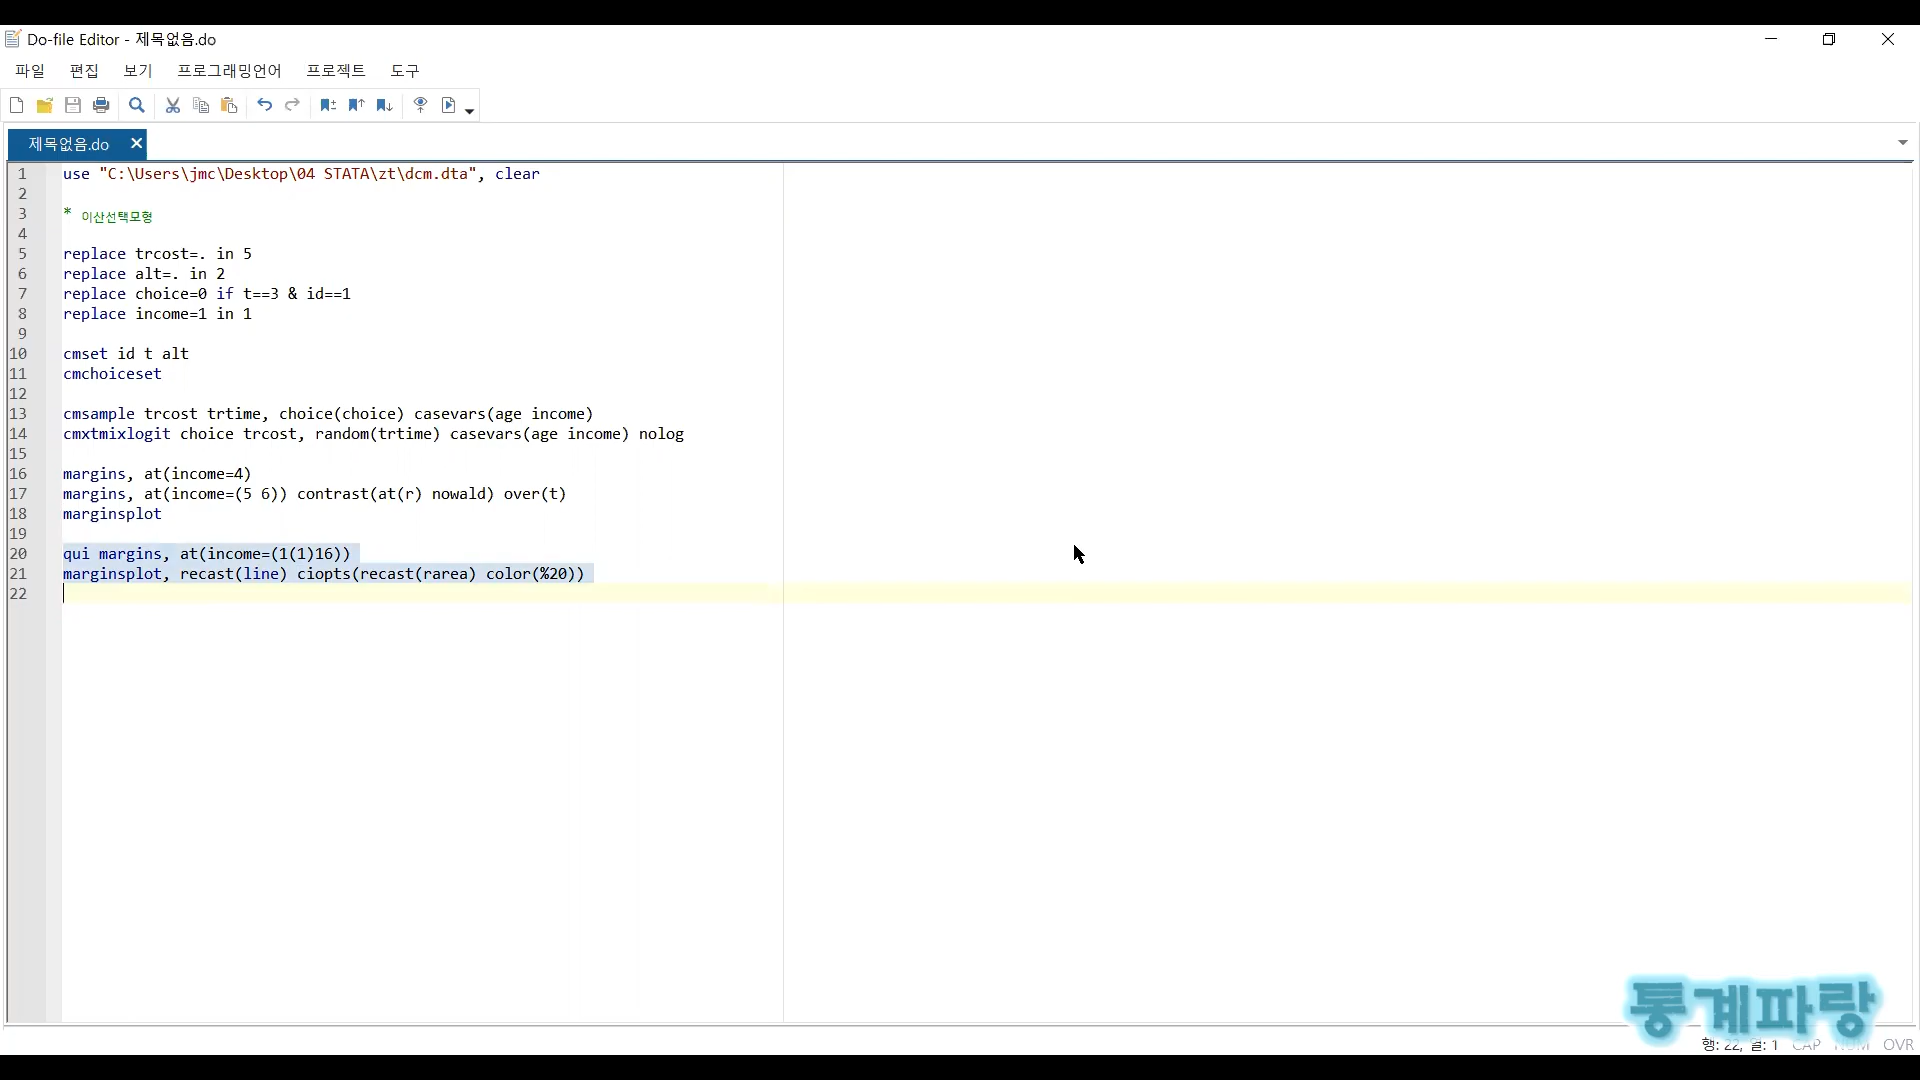 Do-file Editor - 제목없음.do
파일 편집 보기 프로그래밍언어 프로젝트 도구
제목없음.do
1 use "C:\Users\jmc\Desktop\04 STATA\zt\dcm.dta", clear
2
3 * 이산선택모형
4
5 replace trcost=. in 5
6 replace alt=. in 2
7 replace choice=0 if t==3 & id==1
8 replace income=1 in 1
9
10 cmset id t alt
11 cmchoiceset
12
13 cmsample trcost trtime, choice(choice) casevars(age income)
14 cmxtmixlogit choice trcost, random(trtime) casevars(age income) nolog
15
16 margins, at(income=4)
17 margins, at(income=(5 6)) contrast(at(r) nowald) over(t)
18 marginsplot
19
20 qui margins, at(income=(1(1)16))
21 marginsplot, recast(line) ciopts(recast(rarea) color(%20))
22
통계파랑
행: 22, 열: 1 CAP NUM OVR